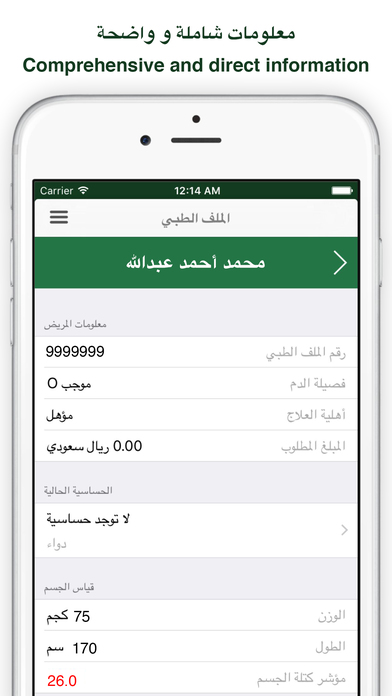 معلومات شاملة و واضحة
Comprehensive and direct information
Carrier 12:14 AM
الملف الطبي
محمد أحمد عبدالله
معلومات المريض
رقم الملف الطبي 9999999
فصيلة الدم موجب O
أهلية العلاج مؤهل
المبلغ المطلوب 0.00 ريال سعودي
الحساسية الحالية
لا توجد حساسية
دواء
قياس الجسم
الوزن 75 كجم
الطول 170 سم
مؤشر كتلة الجسم 26.0